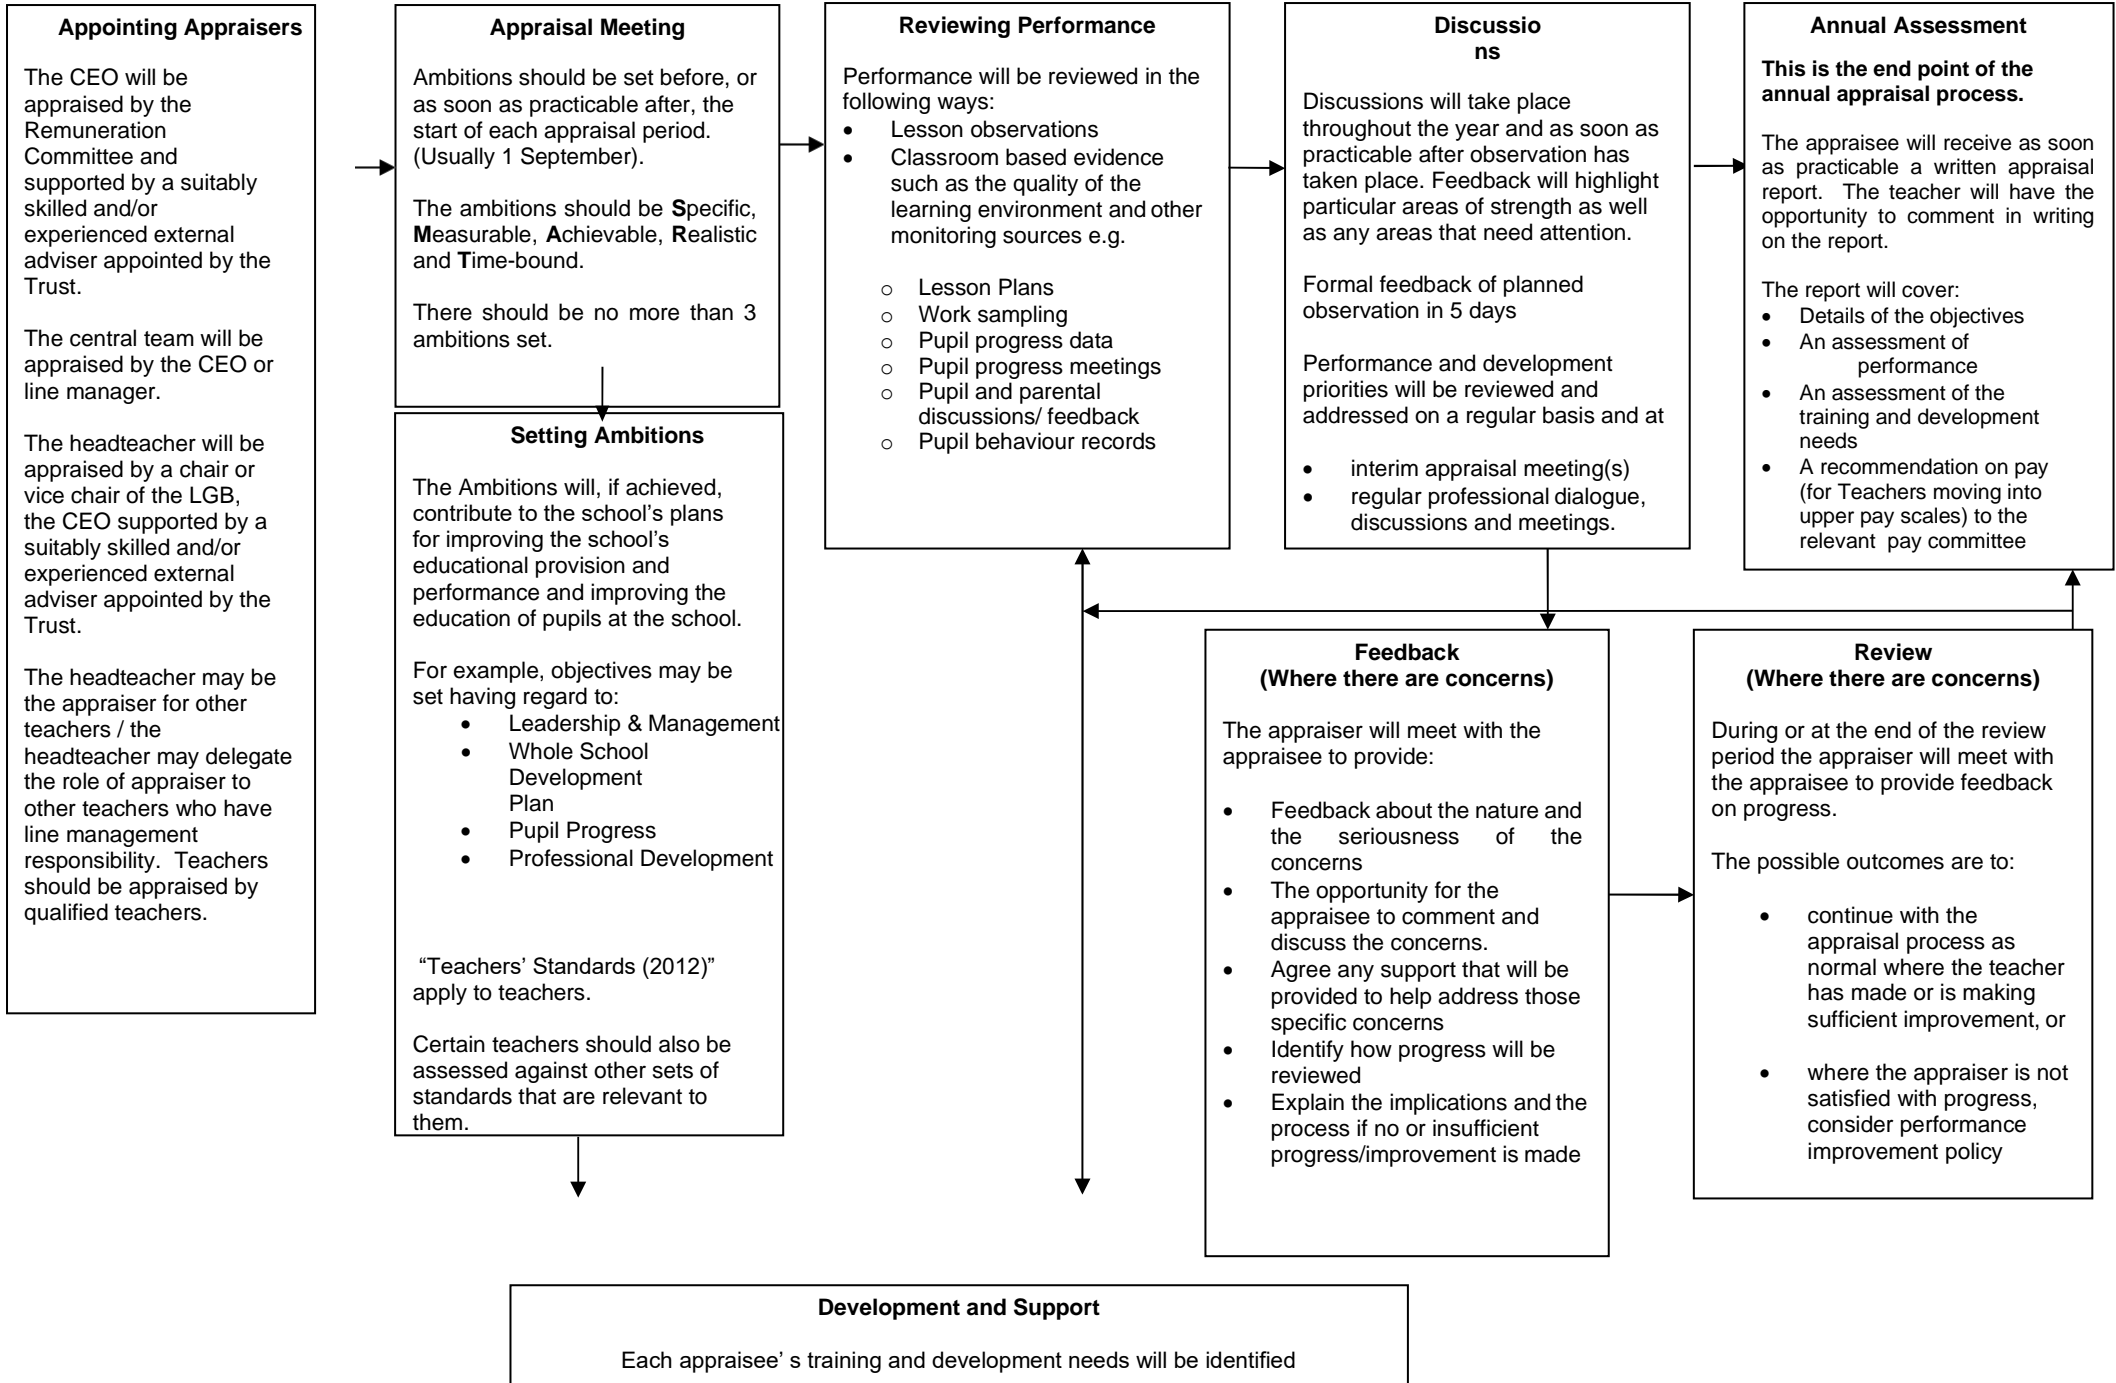 Appointing Appraisers
The CEO will be
appraised by the
Remuneration
Committee and
supported by a suitably
skilled and/or
experienced external
adviser appointed by the
Trust.
The central team will be
appraised by the CEO or
line manager.
The headteacher will be
appraised by a chair or
vice chair of the LGB,
the CEO supported by a
suitably skilled and/or
experienced external
adviser appointed by the
Trust.
The headteacher may be
the appraiser for other
teachers / the
headteacher may delegate
the role of appraiser to
other teachers who have
line management
responsibility. Teachers
should be appraised by
qualified teachers.
Appraisal Meeting
Ambitions should be set before, or
as soon as practicable after, the
start of each appraisal period.
(Usually 1 September).
The ambitions should be Specific,
Measurable, Achievable, Realistic
and Time-bound.
There should be no more than 3
ambitions set.
Setting Ambitions
The Ambitions will, if achieved,
contribute to the school’s plans
for improving the school’s
educational provision and
performance and improving the
education of pupils at the school.
For example, objectives may be
set having regard to:
• Leadership & Management
• Whole School
Development
Plan
• Pupil Progress
• Professional Development
“Teachers’ Standards (2012)”
apply to teachers.
Certain teachers should also be
assessed against other sets of
standards that are relevant to
them.
Reviewing Performance
Performance will be reviewed in the
following ways:
• Lesson observations
• Classroom based evidence
such as the quality of the
learning environment and other
monitoring sources e.g.
o Lesson Plans
o Work sampling
o Pupil progress data
o Pupil progress meetings
o Pupil and parental
discussions/ feedback
o Pupil behaviour records
Discussio
ns
Discussions will take place
throughout the year and as soon as
practicable after observation has
taken place. Feedback will highlight
particular areas of strength as well
as any areas that need attention.
Formal feedback of planned
observation in 5 days
Performance and development
priorities will be reviewed and
addressed on a regular basis and at
• interim appraisal meeting(s)
• regular professional dialogue,
discussions and meetings.
Annual Assessment
This is the end point of the
annual appraisal process.
The appraisee will receive as soon
as practicable a written appraisal
report. The teacher will have the
opportunity to comment in writing
on the report.
The report will cover:
• Details of the objectives
• An assessment of
performance
• An assessment of the
training and development
needs
• A recommendation on pay
(for Teachers moving into
upper pay scales) to the
relevant pay committee
Feedback
(Where there are concerns)
The appraiser will meet with the
appraisee to provide:
• Feedback about the nature and
the seriousness of the
concerns
• The opportunity for the
appraisee to comment and
discuss the concerns.
• Agree any support that will be
provided to help address those
specific concerns
• Identify how progress will be
reviewed
• Explain the implications and the
process if no or insufficient
progress/improvement is made
Review
(Where there are concerns)
During or at the end of the review
period the appraiser will meet with
the appraisee to provide feedback
on progress.
The possible outcomes are to:
• continue with the
appraisal process as
normal where the teacher
has made or is making
sufficient improvement, or
• where the appraiser is not
satisfied with progress,
consider performance
improvement policy
Development and Support
Each appraisee’ s training and development needs will be identified